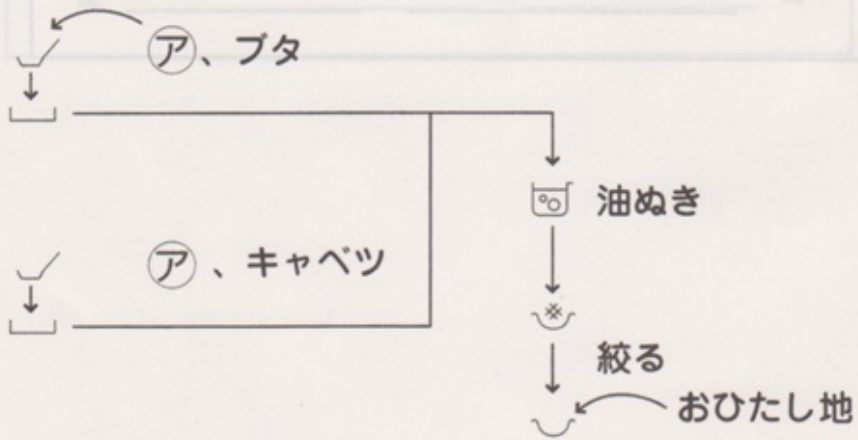 ㋐、ブタ
油ぬき
㋐、キャベツ
絞る
おひたし地